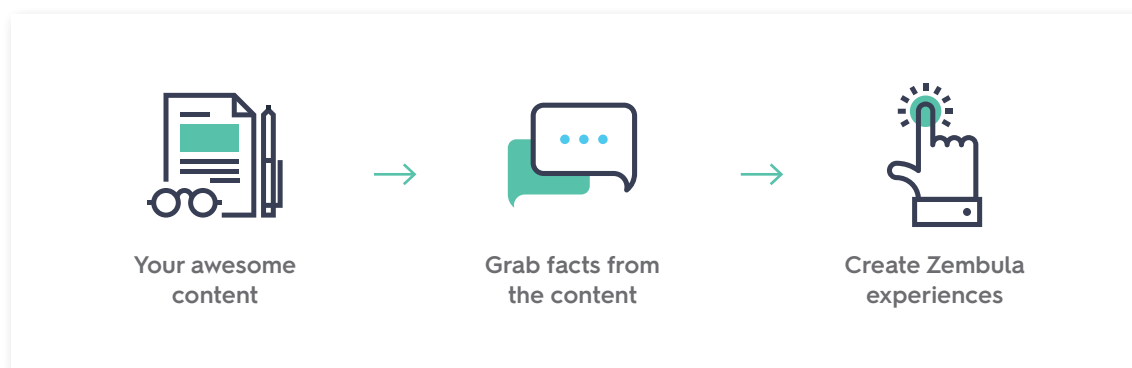 Your awesome
content
Grab facts from
the content
Create Zembula
experiences